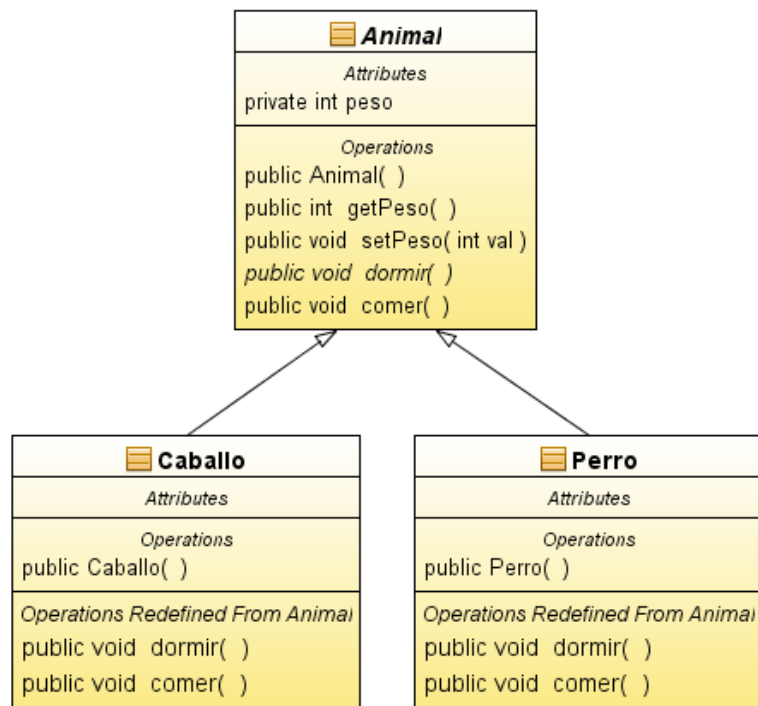 Animal
Attributes
private int peso
Operations
public Animal( )
public int getPeso( )
public void setPeso( int val )
public void dormir( )
public void comer( )
Caballo
Attributes
Operations
public Caballo( )
Operations Redefined From Animal
public void dormir( )
public void comer( )
Perro
Attributes
Operations
public Perro( )
Operations Redefined From Animal
public void dormir( )
public void comer( )